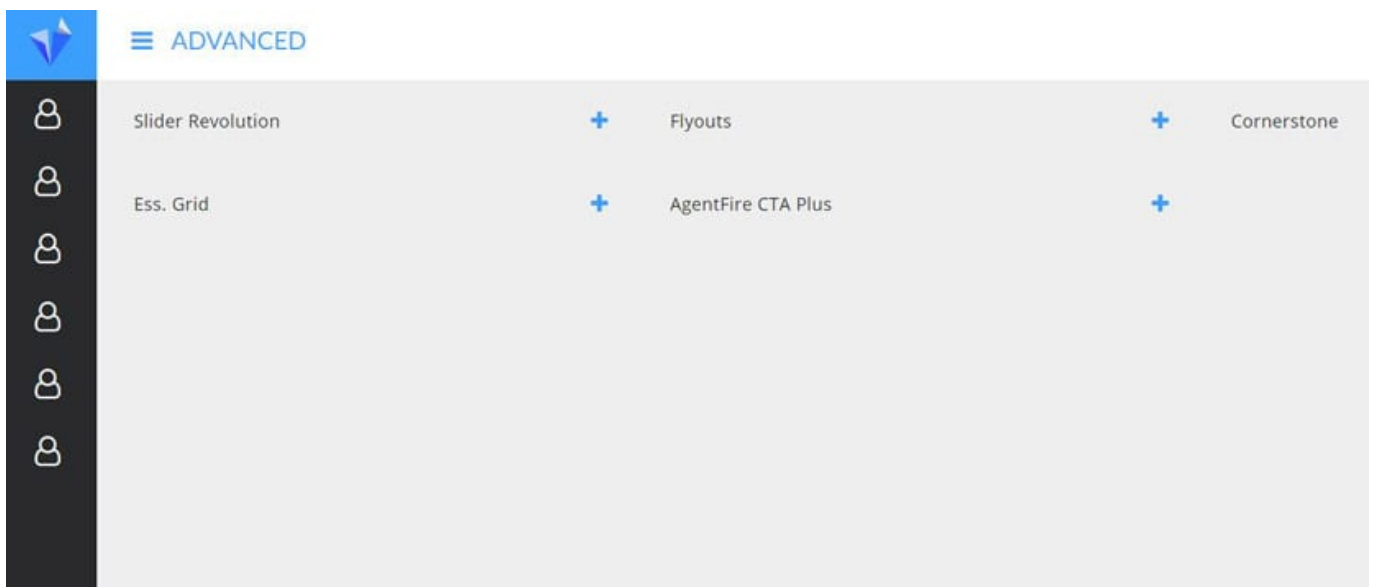 ADVANCED
Slider Revolution
Flyouts
Cornerstone
Ess. Grid
AgentFire CTA Plus